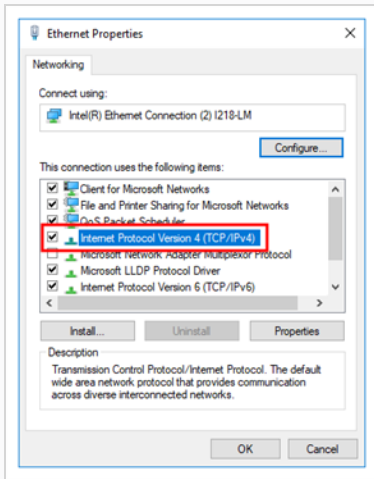 Ethernet Properties
Networking
Connect using:
Intel(R) Ethernet Connection (2) I218-LM
Configure...
This connection uses the following items:
Client for Microsoft Networks
File and Printer Sharing for Microsoft Networks
QoS Packet Scheduler
Internet Protocol Version 4 (TCP/IPv4)
Microsoft Network Adapter Multiplexor Protocol
Microsoft LLDP Protocol Driver
Internet Protocol Version 6 (TCP/IPv6)
Install... Uninstall Properties
Description
Transmission Control Protocol/Internet Protocol. The default
wide area network protocol that provides communication
across diverse interconnected networks.
OK Cancel